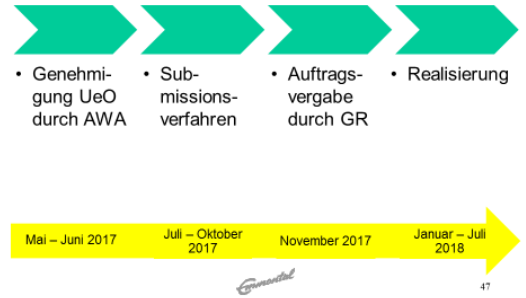 • Genehmi-
gung UeO
durch AWA
• Sub-
missions-
verfahren
• Auftrags-
vergabe
durch GR
• Realisierung
Mai – Juni 2017
Juli – Oktober
2017
November 2017
Januar – Juli
2018
Emmental
47